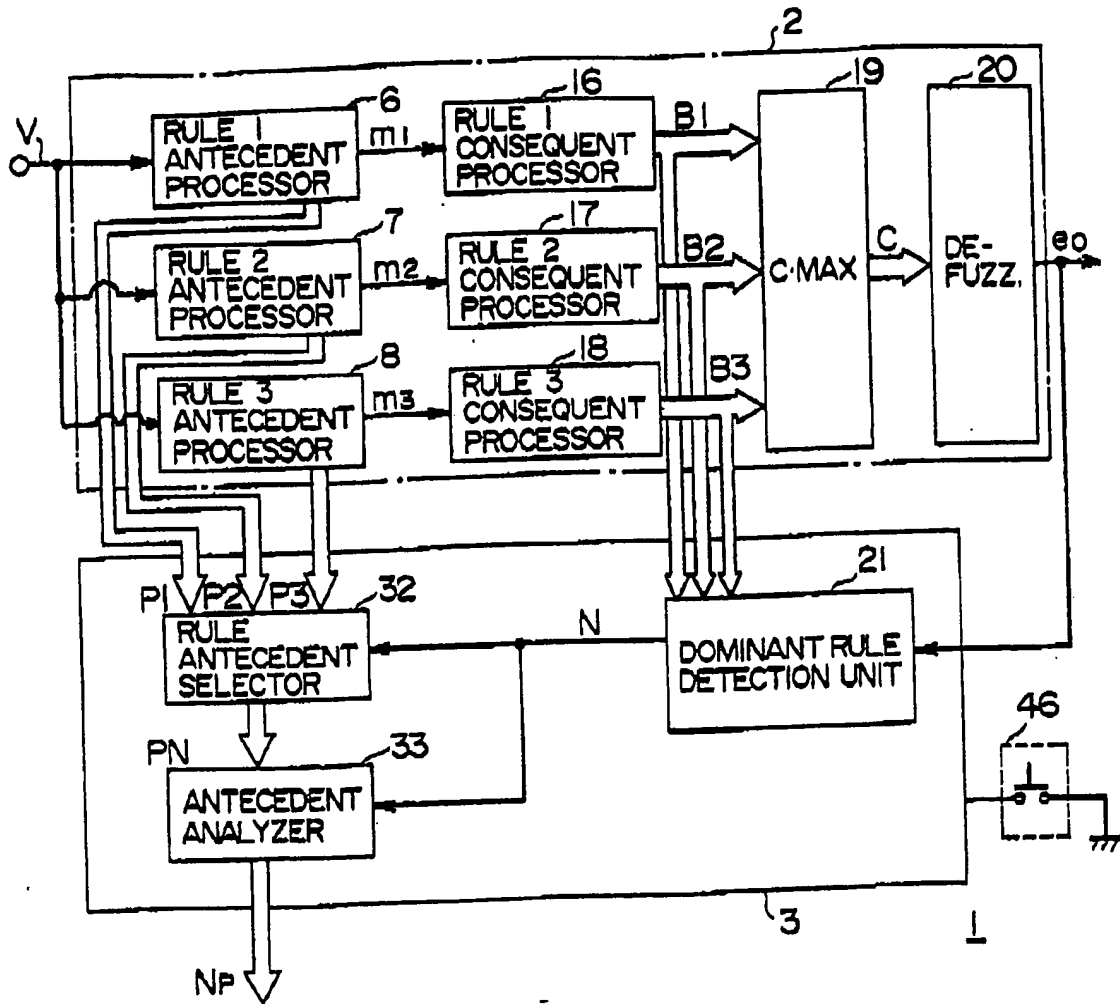 2
6
16
19
20
V
RULE 1
ANTECEDENT
PROCESSOR
m1
RULE 1
CONSEQUENT
PROCESSOR
B1
7
17
RULE 2
ANTECEDENT
PROCESSOR
m2
RULE 2
CONSEQUENT
PROCESSOR
B2
C·MAX
C
DE-
FUZZ.
eo
8
18
RULE 3
ANTECEDENT
PROCESSOR
m3
RULE 3
CONSEQUENT
PROCESSOR
B3
P1
P2
P3
32
21
RULE
ANTECEDENT
SELECTOR
N
DOMINANT RULE
DETECTION UNIT
46
PN
33
ANTECEDENT
ANALYZER
3
1
NP